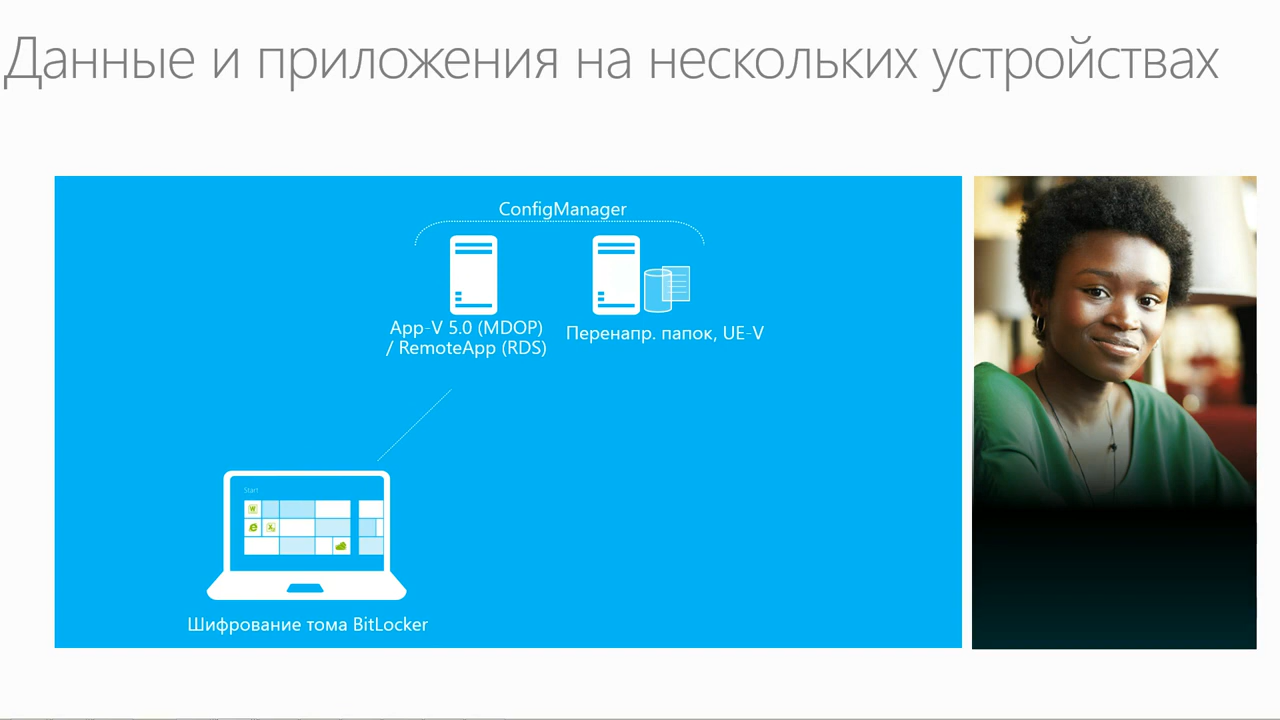 Данные и приложения на нескольких устройствах
ConfigManager
App-V 5.0 (MDOP)
/ RemoteApp (RDS)
Перенапр. папок, UE-V
Start
Шифрование тома BitLocker